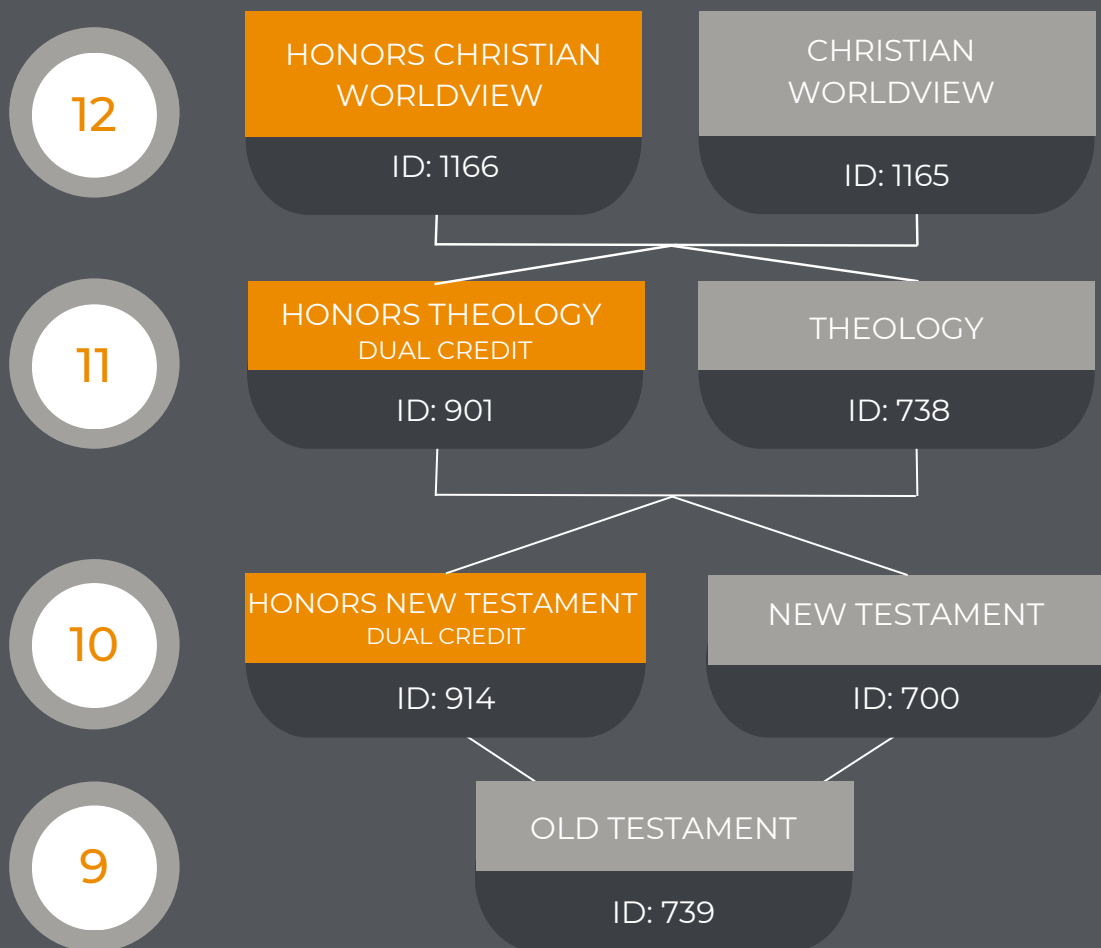 12
HONORS CHRISTIAN
WORLDVIEW
ID: 1166
CHRISTIAN
WORLDVIEW
ID: 1165
11
HONORS THEOLOGY
DUAL CREDIT
ID: 901
THEOLOGY
ID: 738
10
HONORS NEW TESTAMENT
DUAL CREDIT
ID: 914
NEW TESTAMENT
ID: 700
9
OLD TESTAMENT
ID: 739